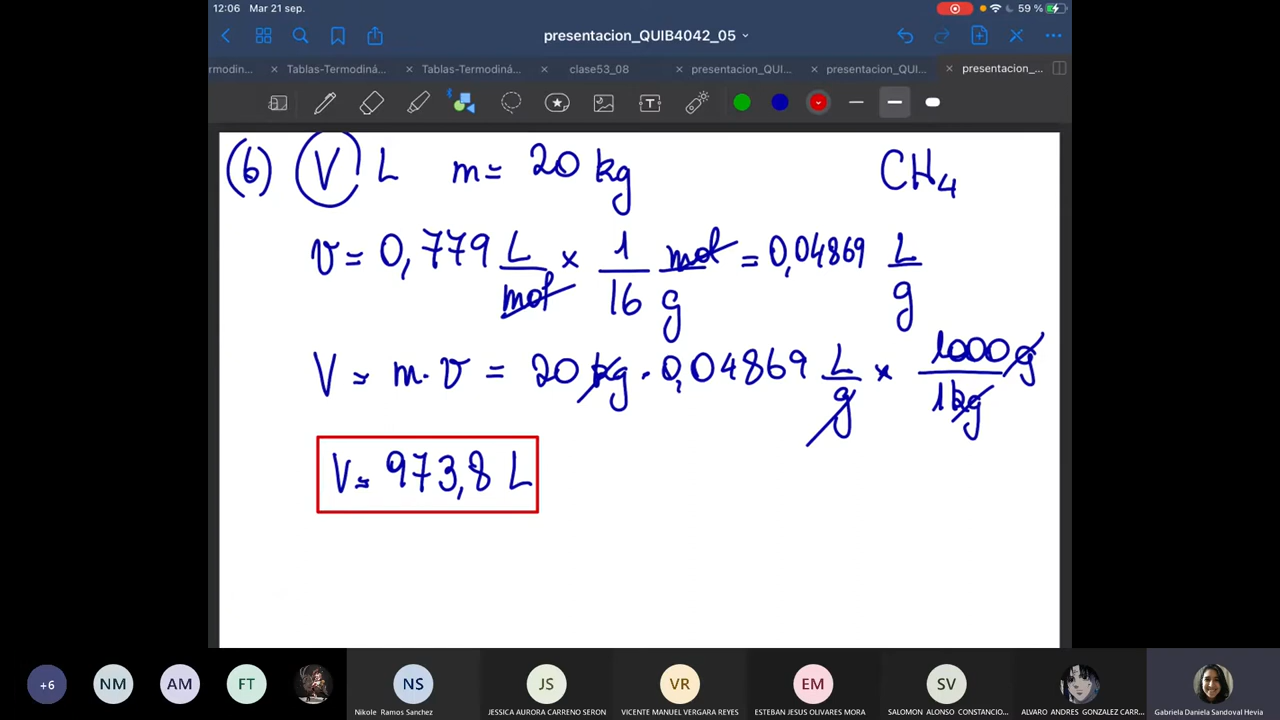 12:06 Mar 21 sep. 59 %
presentacion_QUIB4042_05
rmodin... Tablas-Termodiná... Tablas-Termodiná... clase53_08 presentacion_QUI... presentacion_QUI... presentacion_...
(6) V L m = 20 kg CH4
v = 0,779 L/mol × 1/16 mol/g = 0,04869 L/g
V = m · v = 20 kg · 0,04869 L/g × 1000 g/1 kg
V = 973,8 L
+6 NM AM FT NS JS VR EM SV
Nikole Ramos Sanchez JESSICA AURORA CARRENO SERON VICENTE MANUEL VERGARA REYES ESTEBAN JESUS OLIVARES MORA SALOMON ALONSO CONSTANCIO... ALVARO ANDRES GONZALEZ CARR... Gabriela Daniela Sandoval Hevia